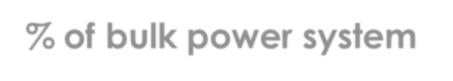 % of bulk power system